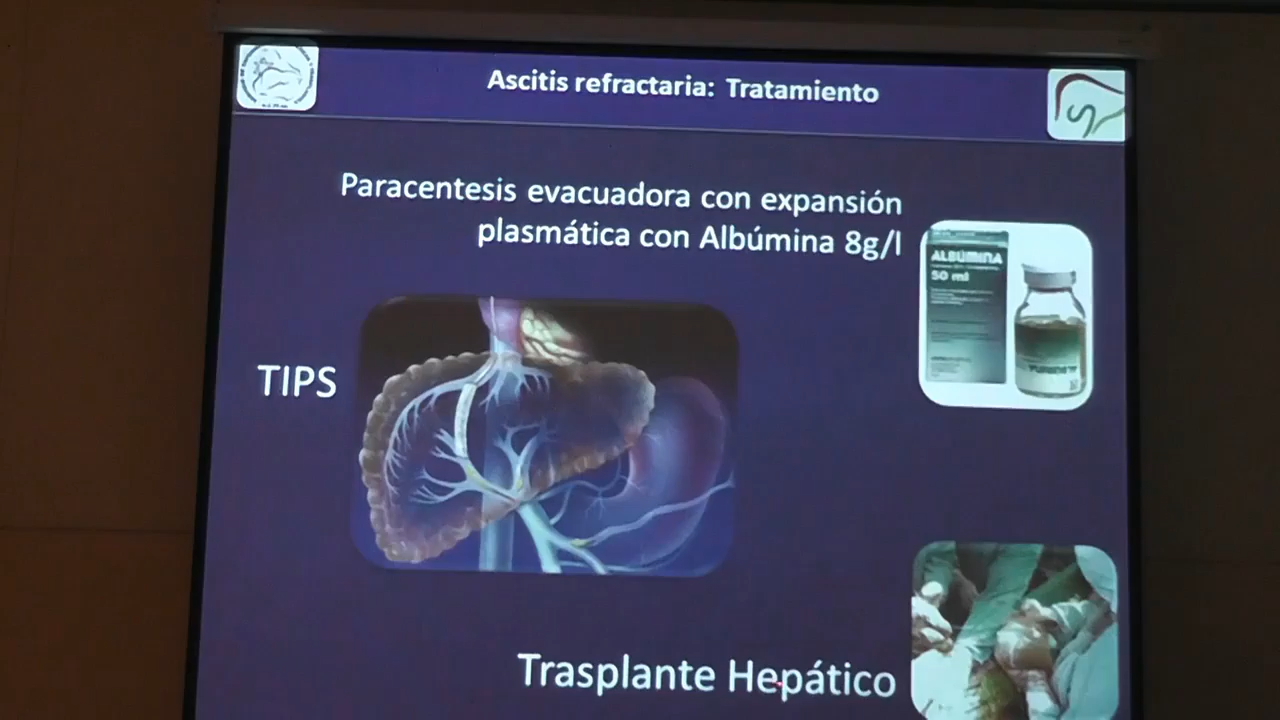 Ascitis refractaria: Tratamiento
Paracentesis evacuadora con expansión
plasmática con Albúmina 8g/l
ALBÚMINA
50 ml
TIPS
Trasplante Hepático